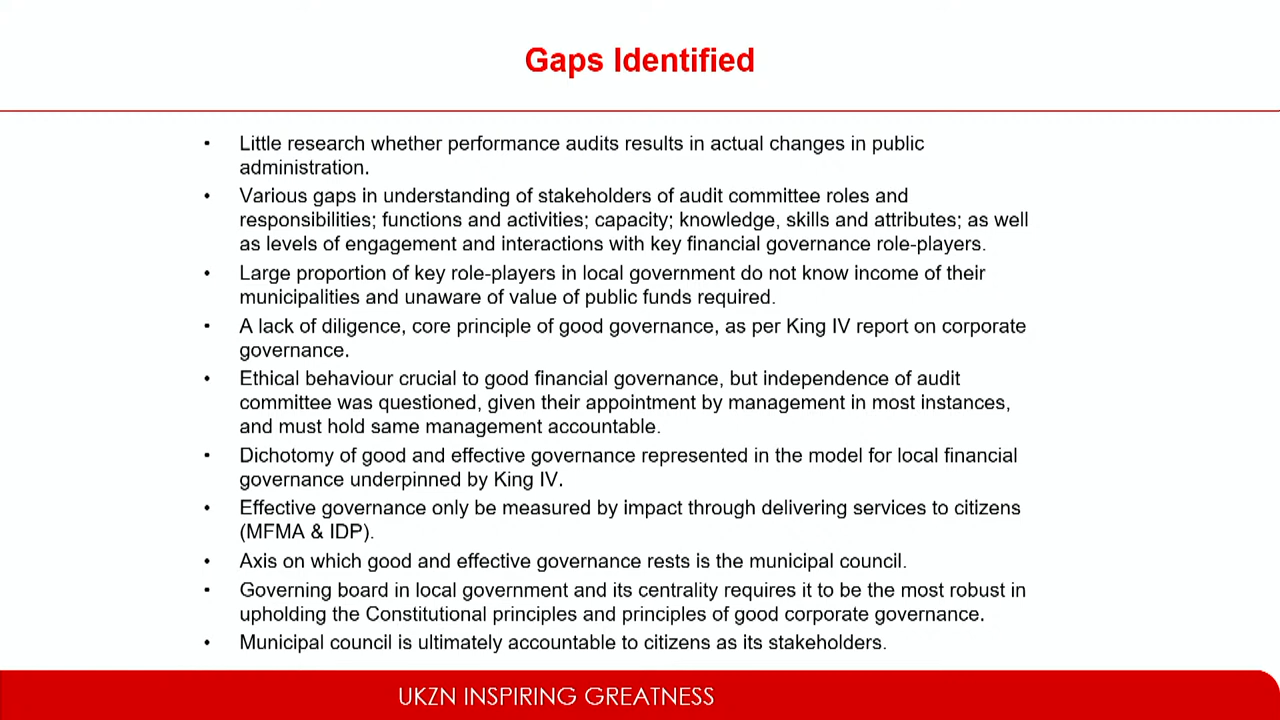 Gaps Identified
• Little research whether performance audits results in actual changes in public
administration.
• Various gaps in understanding of stakeholders of audit committee roles and
responsibilities; functions and activities; capacity; knowledge, skills and attributes; as well
as levels of engagement and interactions with key financial governance role-players.
• Large proportion of key role-players in local government do not know income of their
municipalities and unaware of value of public funds required.
• A lack of diligence, core principle of good governance, as per King IV report on corporate
governance.
• Ethical behaviour crucial to good financial governance, but independence of audit
committee was questioned, given their appointment by management in most instances,
and must hold same management accountable.
• Dichotomy of good and effective governance represented in the model for local financial
governance underpinned by King IV.
• Effective governance only be measured by impact through delivering services to citizens
(MFMA & IDP).
• Axis on which good and effective governance rests is the municipal council.
• Governing board in local government and its centrality requires it to be the most robust in
upholding the Constitutional principles and principles of good corporate governance.
• Municipal council is ultimately accountable to citizens as its stakeholders.
UKZN INSPIRING GREATNESS